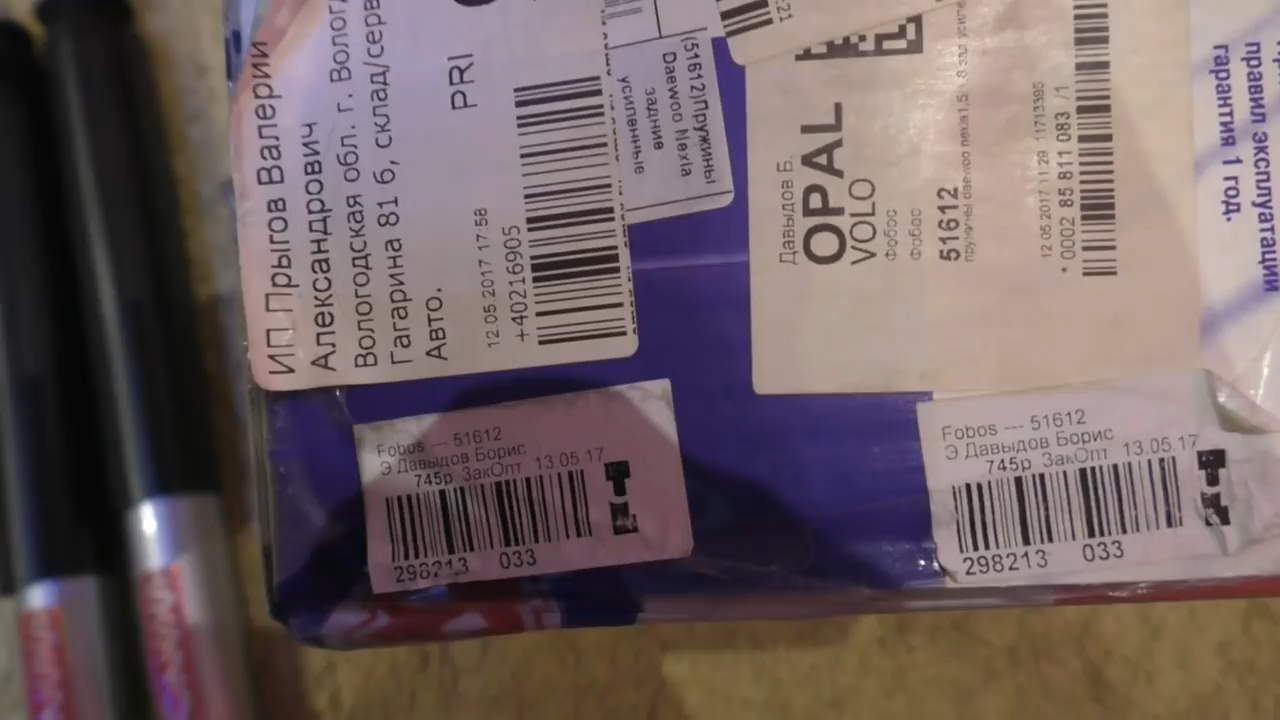 ИП Прыгов Валерий
Александрович
Вологодская обл. г. Волог
Гагарина 81 б, склад/серв
Авто.
PRI
12.05.2017 17:58
+40216905
(51612)Пружины
Daewoo Nexia
задние
усиленные
21
Давыдов Б.
OPAL
VOLO
Фобос
Фобос
51612
12.05.2017 11:29 11713395
* 0002 85 811 083 /1
правил эксплуатации
гарантия 1 год.
Fobos --- 51612
Э Давыдов Борис
745р ЗакОпт 13.05.17
298213 033
Fobos --- 51612
Э Давыдов Борис
745р ЗакОпт 13.05.17
298213 033